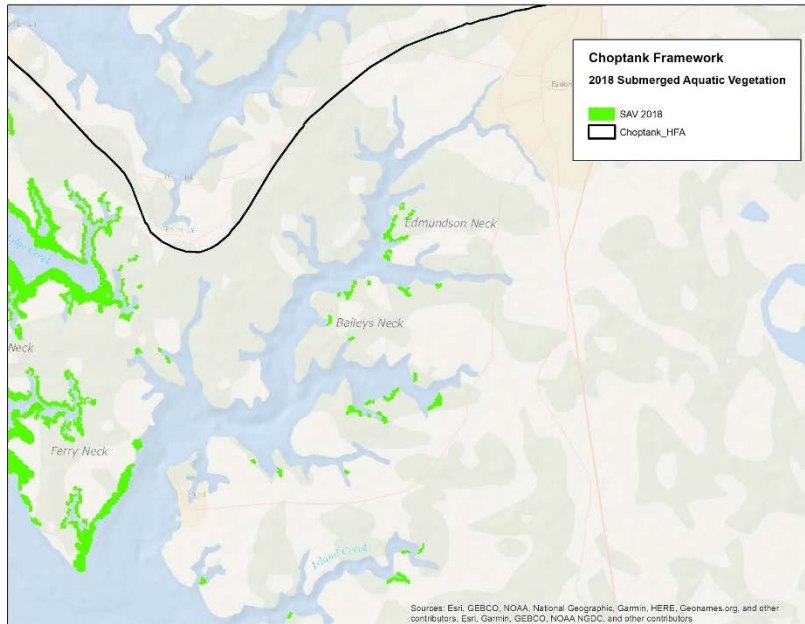 Choptank Framework
2018 Submerged Aquatic Vegetation
Easton
SAV 2018
Choptank_HFA
Edmundson Neck
Baileys Neck
Neck
Ferry Neck
Island Creek
Sources: Esri, GEBCO, NOAA, National Geographic, Garmin, HERE, Geonames.org, and other
contributors, Esri, Garmin, GEBCO, NOAA NGDC, and other contributors